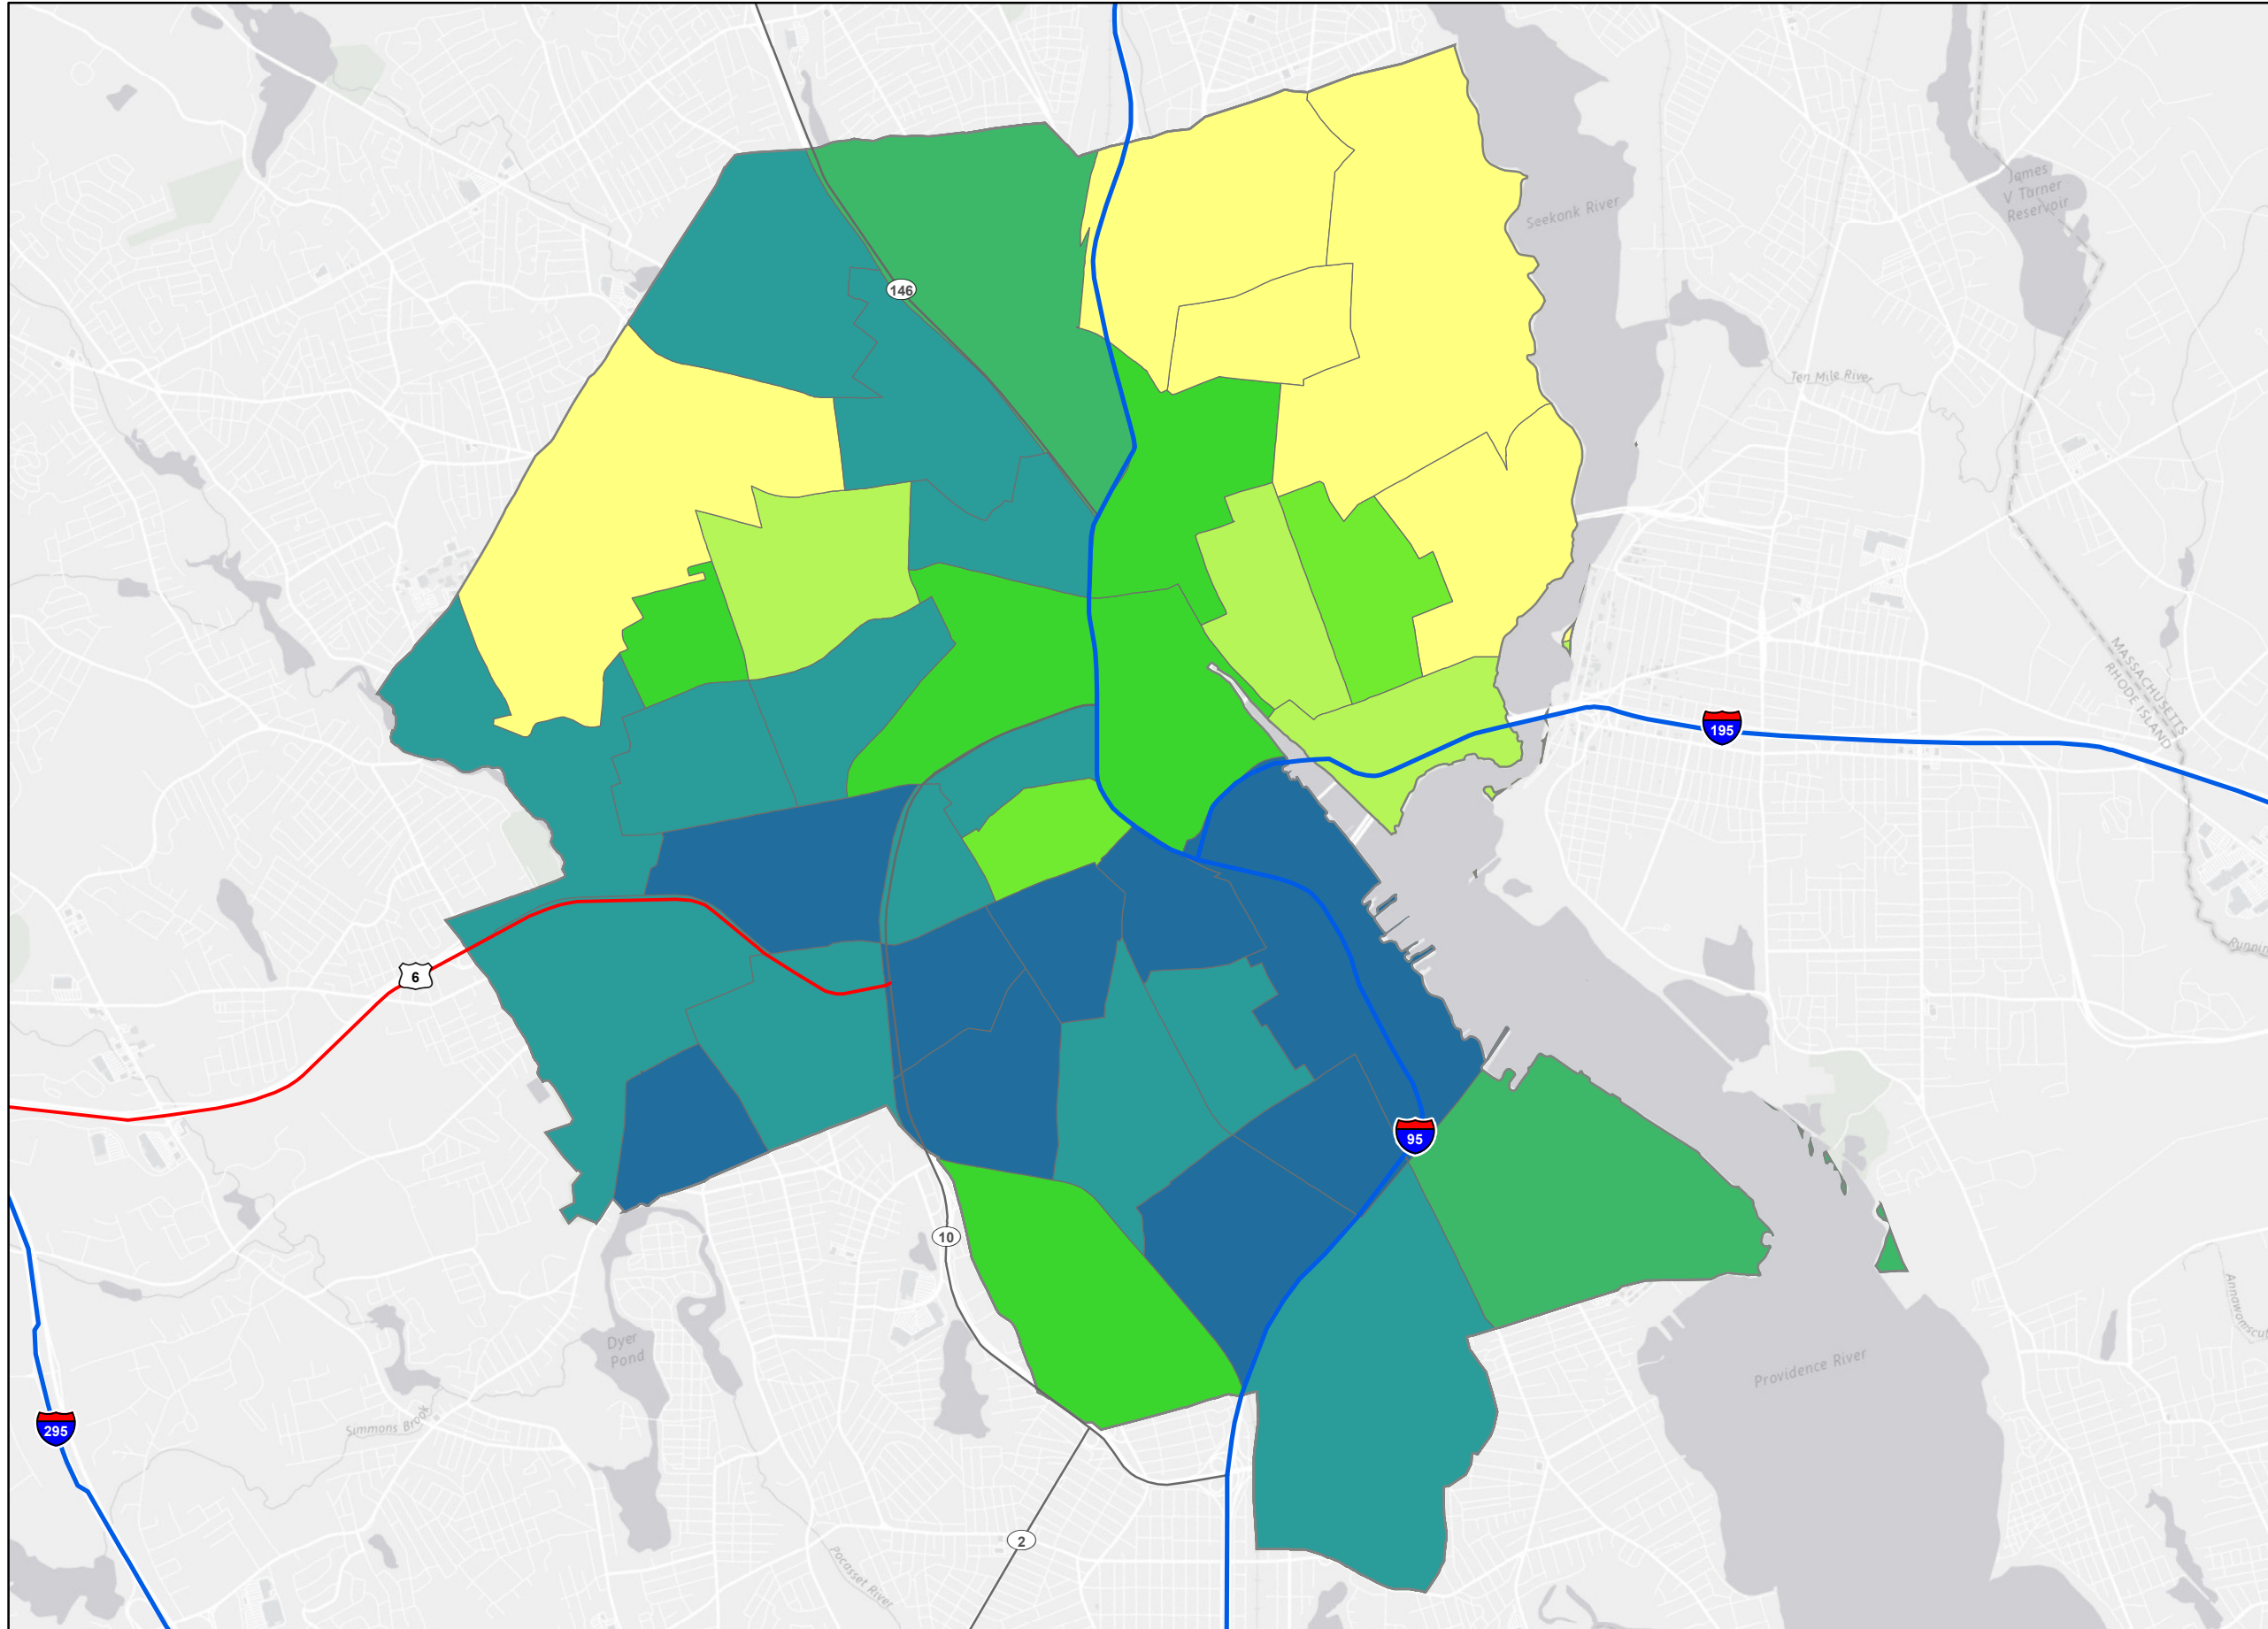 James
V Turner
Reservoir
Seekonk River
146
Ten Mile River
MASSACHUSETTS
RHODE ISLAND
195
6
95
10
Dyer
Pond
Providence River
295
Simmons Brook
2
Pocasset River